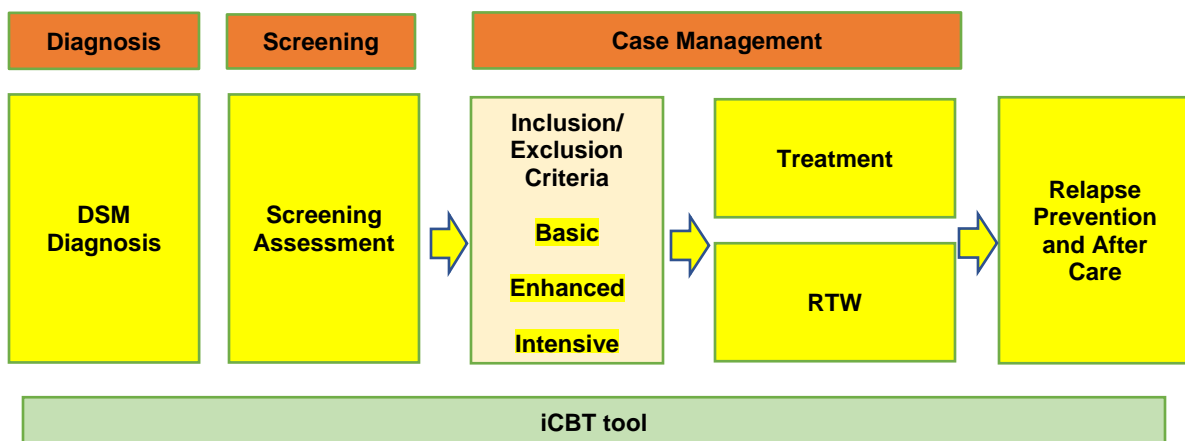 Diagnosis
Screening
Case Management
DSM
Diagnosis
Screening
Assessment
Inclusion/
Exclusion
Criteria
Basic
Enhanced
Intensive
Treatment
RTW
Relapse
Prevention
and After
Care
iCBT tool